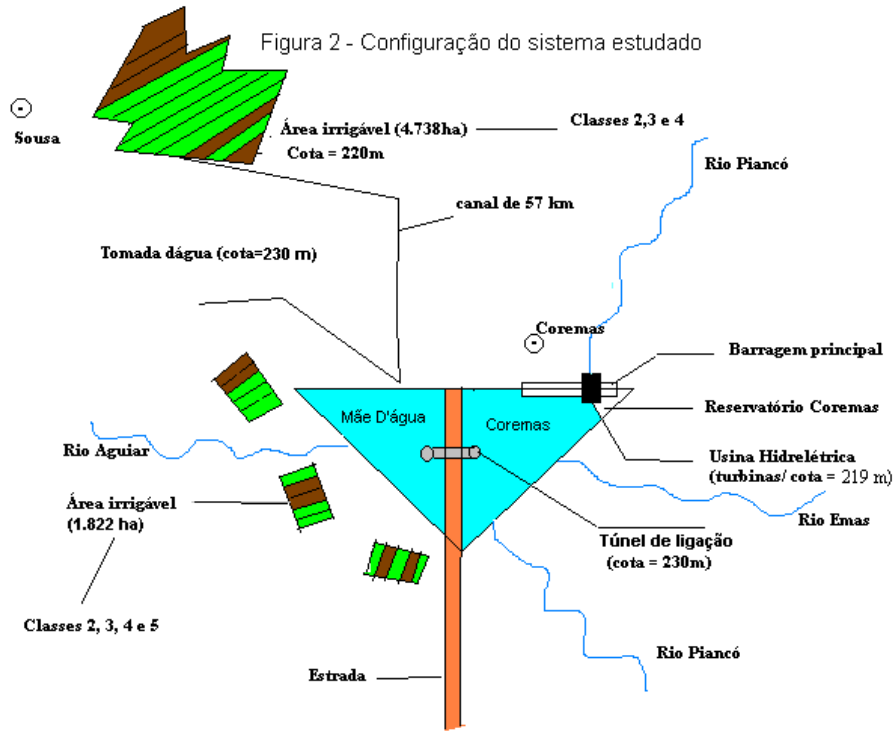 Figura 2 - Configuração do sistema estudado
Sousa
Área irrigável (4.738ha)
Cota = 220m
Classes 2,3 e 4
Rio Piancó
canal de 57 km
Tomada dágua (cota=230 m)
Coremas
Barragem principal
Mãe D'água
Coremas
Reservatório Coremas
Rio Aguiar
Usina Hidrelétrica
(turbinas/ cota = 219 m)
Área irrigável
(1.822 ha)
Rio Emas
Túnel de ligação
(cota = 230m)
Classes 2, 3, 4 e 5
Rio Piancó
Estrada